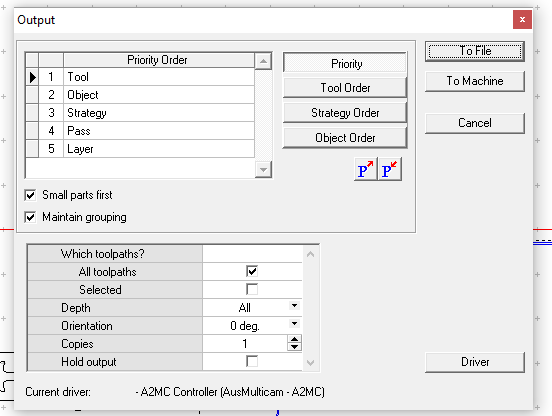 Output
Priority Order
1 Tool
2 Object
3 Strategy
4 Pass
5 Layer
Priority
Tool Order
Strategy Order
Object Order
P P
To File
To Machine
Cancel
Small parts first
Maintain grouping
Which toolpaths?
All toolpaths
Selected
Depth All
Orientation 0 deg.
Copies 1
Hold output
Driver
Current driver: - A2MC Controller (AusMulticam - A2MC)